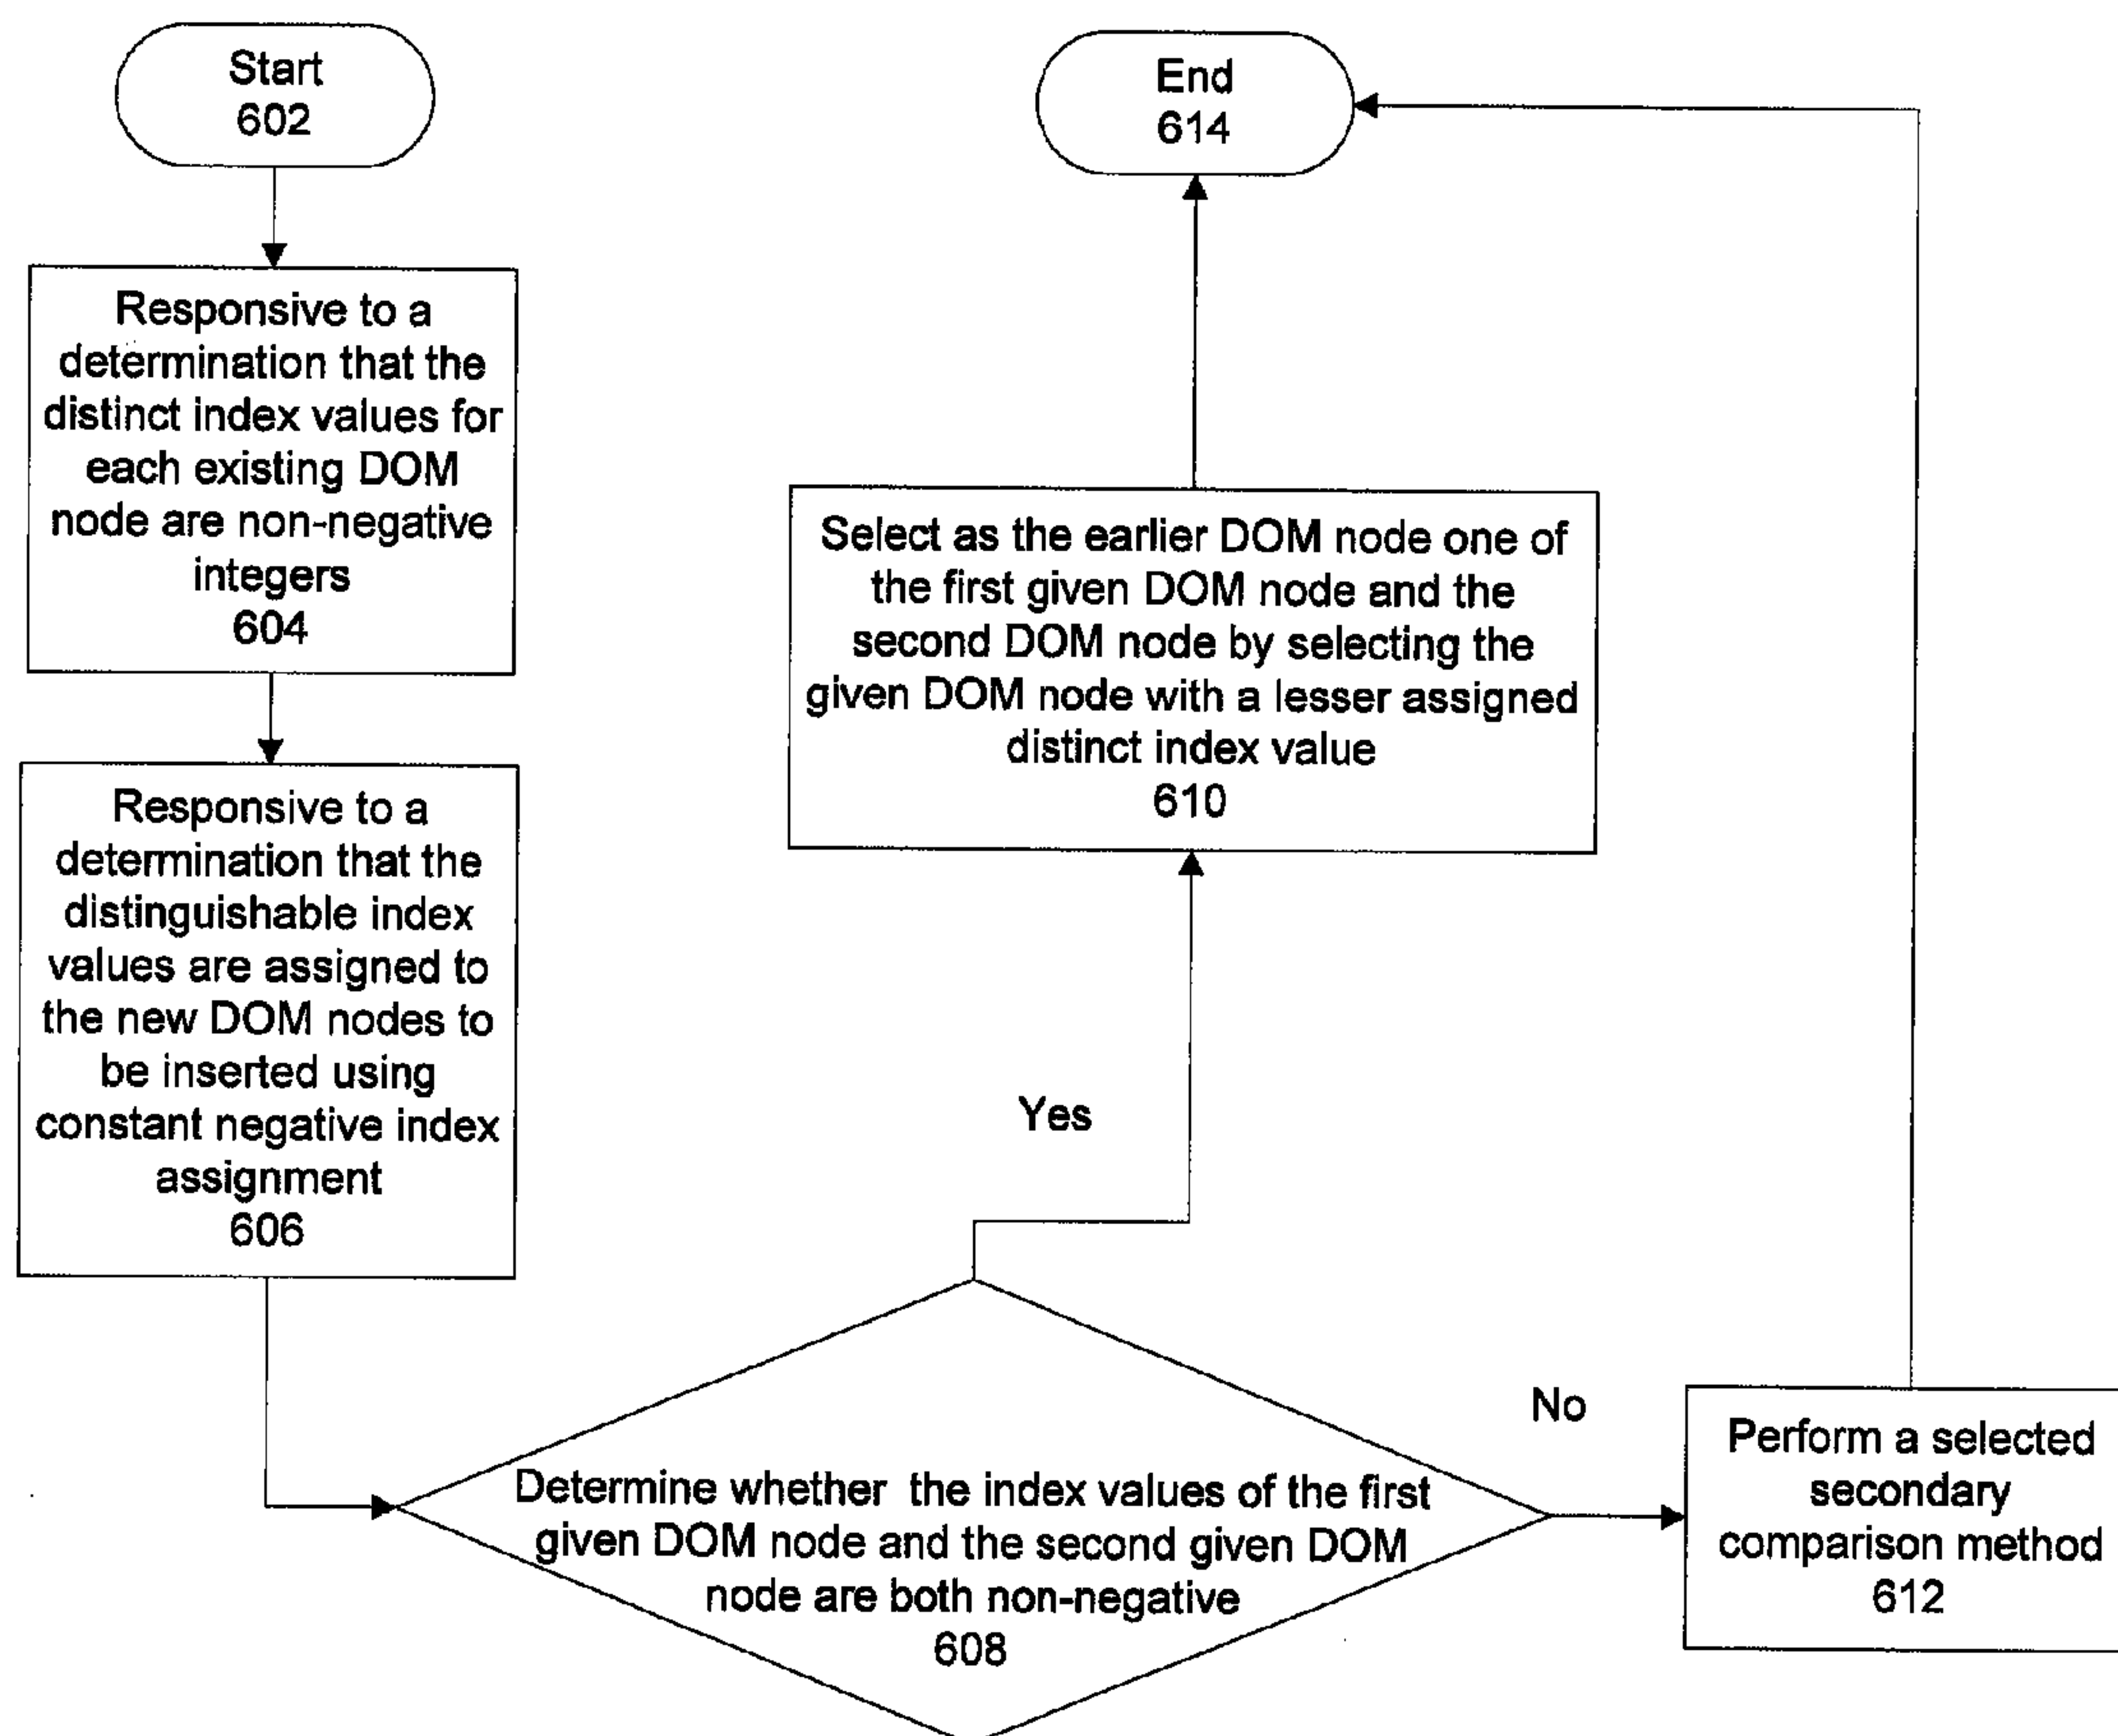 Start
602
Responsive to a
determination that the
distinct index values for
each existing DOM
node are non-negative
integers
604
Responsive to a
determination that the
distinguishable index
values are assigned to
the new DOM nodes to
be inserted using
constant negative index
assignment
606
Determine whether the index values of the first
given DOM node and the second given DOM
node are both non-negative
608
Yes
Select as the earlier DOM node one of
the first given DOM node and the
second DOM node by selecting the
given DOM node with a lesser assigned
distinct index value
610
No
Perform a selected
secondary
comparison method
612
End
614